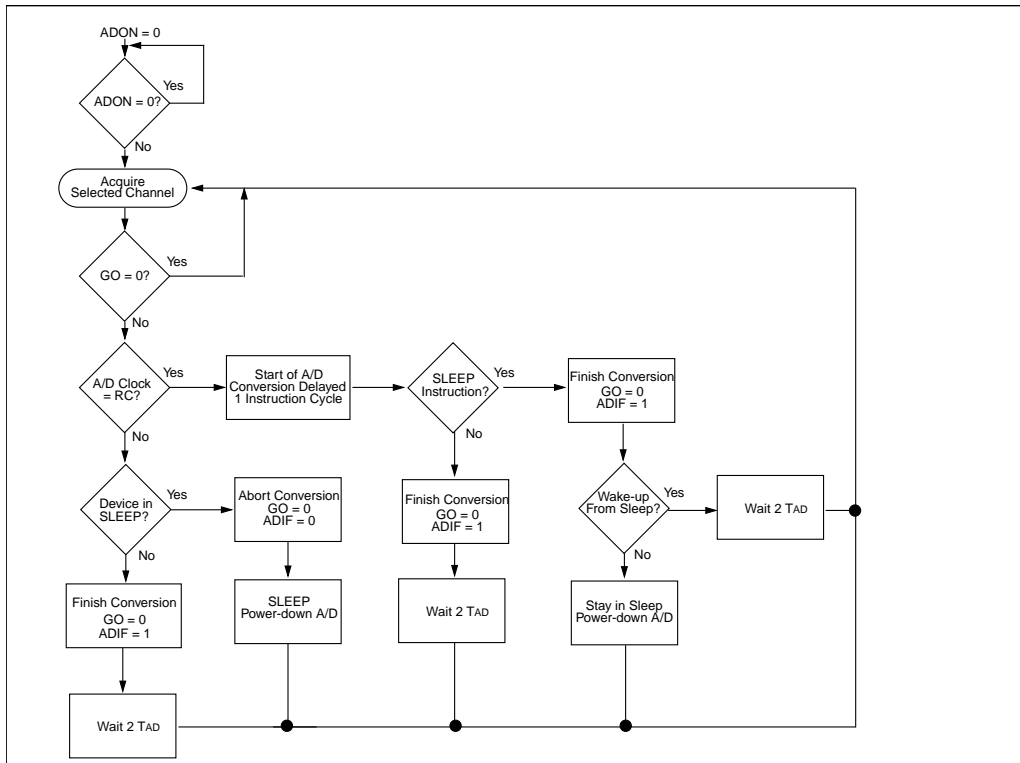 ADON = 0
Yes
ADON = 0?
No
Acquire
Selected Channel
Yes
GO = 0?
No
A/D Clock
= RC?
Yes
Start of A/D
Conversion Delayed
1 Instruction Cycle
SLEEP
Instruction?
Yes
Finish Conversion
GO = 0
ADIF = 1
No
No
Device in
SLEEP?
Yes
Abort Conversion
GO = 0
ADIF = 0
Finish Conversion
GO = 0
ADIF = 1
Wake-up
From Sleep?
Yes
Wait 2 TAD
No
No
Finish Conversion
GO = 0
ADIF = 1
SLEEP
Power-down A/D
Wait 2 TAD
Stay in Sleep
Power-down A/D
Wait 2 TAD